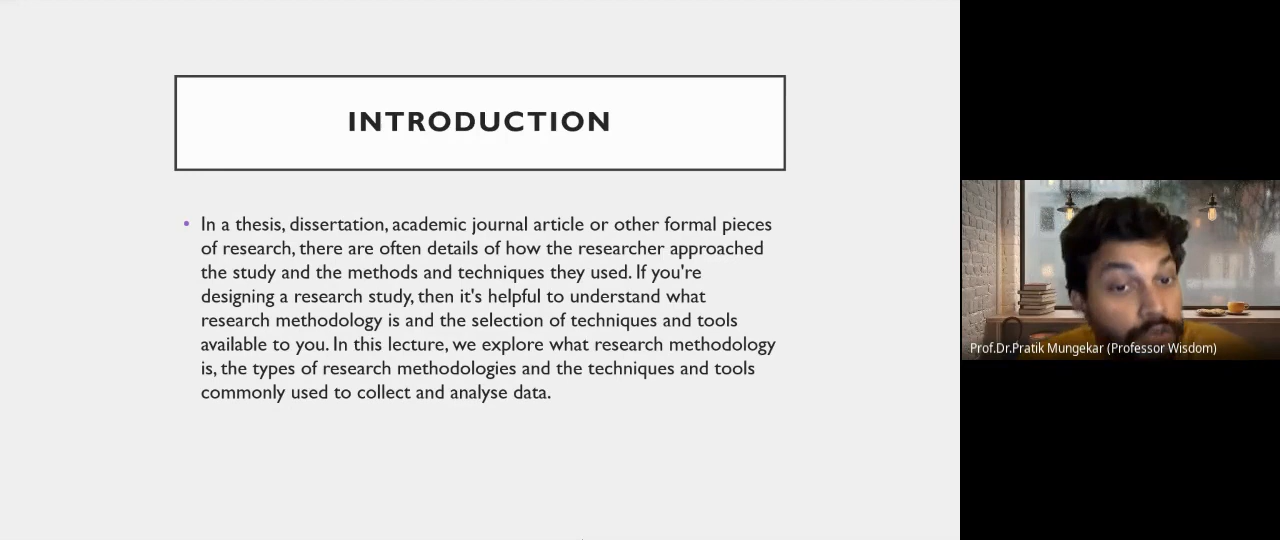 INTRODUCTION
• In a thesis, dissertation, academic journal article or other formal pieces
of research, there are often details of how the researcher approached
the study and the methods and techniques they used. If you're
designing a research study, then it's helpful to understand what
research methodology is and the selection of techniques and tools
available to you. In this lecture, we explore what research methodology
is, the types of research methodologies and the techniques and tools
commonly used to collect and analyse data.
Prof.Dr.Pratik Mungekar (Professor Wisdom)